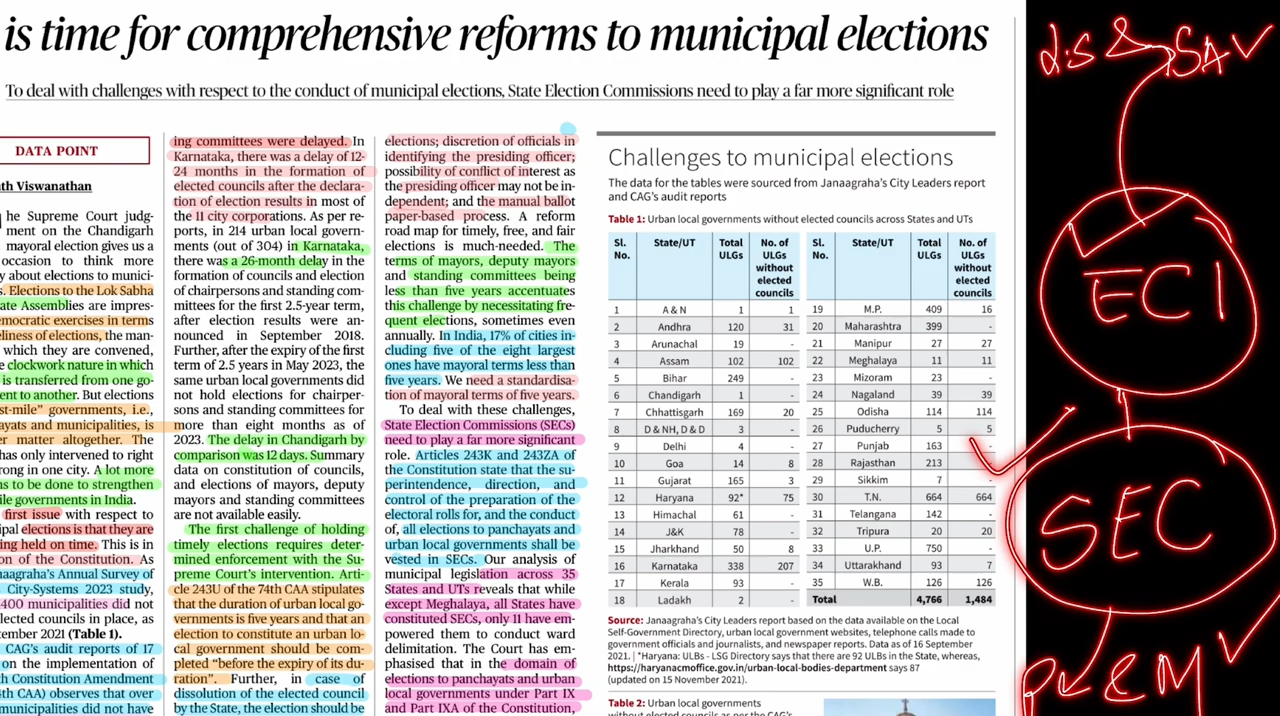 is time for comprehensive reforms to municipal elections
To deal with challenges with respect to the conduct of municipal elections, State Election Commissions need to play a far more significant role
DATA POINT
ath Viswanathan
he Supreme Court judg-
ment on the Chandigarh
mayoral election gives us a
occasion to think more
y about elections to munici-
Elections to the Lok Sabha
ate Assemblies are impres-
emocratic exercises in terms
eliness of elections, the man-
which they are convened,
e clockwork nature in which
is transferred from one go-
ent to another. But elections
st-mile” governments, i.e.,
ayats and municipalities, is
er matter altogether. The
has only intervened to right
rong in one city. A lot more
ns to be done to strengthen
ile governments in India.
first issue with respect to
ipal elections is that they are
ing held on time. This is in
on of the Constitution. As
naagraha’s Annual Survey of
City-Systems 2023 study,
,400 municipalities did not
lected councils in place, as
tember 2021 (Table 1).
CAG’s audit reports of 17
on the implementation of
th Constitution Amendment
4th CAA) observes that over
municipalities did not have
ing committees were delayed. In
Karnataka, there was a delay of 12-
24 months in the formation of
elected councils after the declara-
tion of election results in most of
the 11 city corporations. As per re-
ports, in 214 urban local govern-
ments (out of 304) in Karnataka,
there was a 26-month delay in the
formation of councils and election
of chairpersons and standing com-
mittees for the first 2.5-year term,
after election results were an-
nounced in September 2018.
Further, after the expiry of the first
term of 2.5 years in May 2023, the
same urban local governments did
not hold elections for chairper-
sons and standing committees for
more than eight months as of
2023. The delay in Chandigarh by
comparison was 12 days. Summary
data on constitution of councils,
and elections of mayors, deputy
mayors and standing committees
are not available easily.
The first challenge of holding
timely elections requires deter-
mined enforcement with the Su-
preme Court’s intervention. Arti-
cle 243U of the 74th CAA stipulates
that the duration of urban local go-
vernments is five years and that an
election to constitute an urban lo-
cal government should be com-
pleted “before the expiry of its du-
ration”. Further, in case of
dissolution of the elected council
by the State, the election should be
elections; discretion of officials in
identifying the presiding officer;
possibility of conflict of interest as
the presiding officer may not be in-
dependent; and the manual ballot
paper-based process. A reform
road map for timely, free, and fair
elections is much-needed. The
terms of mayors, deputy mayors
and standing committees being
less than five years accentuates
this challenge by necessitating fre-
quent elections, sometimes even
annually. In India, 17% of cities in-
cluding five of the eight largest
ones have mayoral terms less than
five years. We need a standardisa-
tion of mayoral terms of five years.
To deal with these challenges,
State Election Commissions (SECs)
need to play a far more significant
role. Articles 243K and 243ZA of
the Constitution state that the su-
perintendence, direction, and
control of the preparation of the
electoral rolls for, and the conduct
of, all elections to panchayats and
urban local governments shall be
vested in SECs. Our analysis of
municipal legislation across 35
States and UTs reveals that while
except Meghalaya, all States have
constituted SECs, only 11 have em-
powered them to conduct ward
delimitation. The Court has em-
phasised that in the domain of
elections to panchayats and urban
local governments under Part IX
and Part IXA of the Constitution,
Challenges to municipal elections
The data for the tables were sourced from Janaagraha’s City Leaders report
and CAG’s audit reports
Table 1: Urban local governments without elected councils across States and UTs
Sl. No. State/UT Total ULGs No. of ULGs without elected councils Sl. No. State/UT Total ULGs No. of ULGs without elected councils
1 A & N 1 1 19 M.P. 409 16
2 Andhra 120 31 20 Maharashtra 399 -
3 Arunachal 19 - 21 Manipur 27 27
4 Assam 102 102 22 Meghalaya 11 11
5 Bihar 249 - 23 Mizoram 23 -
6 Chandigarh 1 - 24 Nagaland 39 39
7 Chhattisgarh 169 20 25 Odisha 114 114
8 D & NH, D & D 3 - 26 Puducherry 5 5
9 Delhi 4 - 27 Punjab 163 -
10 Goa 14 8 28 Rajasthan 213
11 Gujarat 165 3 29 Sikkim 7 -
12 Haryana 92* 75 30 T.N. 664 664
13 Himachal 61 - 31 Telangana 142 -
14 J&K 78 - 32 Tripura 20 20
15 Jharkhand 50 8 33 U.P. 750 -
16 Karnataka 338 207 34 Uttarakhand 93 7
17 Kerala 93 - 35 W.B. 126 126
18 Ladakh 2 - Total 4,766 1,484
Source: Janaagraha’s City Leaders report based on the data available on the Local
Self-Government Directory, urban local government websites, telephone calls made to
government officials and journalists, and newspaper reports. Data as of 16 September
2021. | *Haryana: ULBs - LSG Directory says that there are 92 ULBs in the State, whereas,
https://haryanacmoffice.gov.in/urban-local-bodies-department says 87
(updated on 15 November 2021).
Table 2: Urban local governments
without elected councils as per the CAG’s
LS & SA
ECI
SEC
P & M